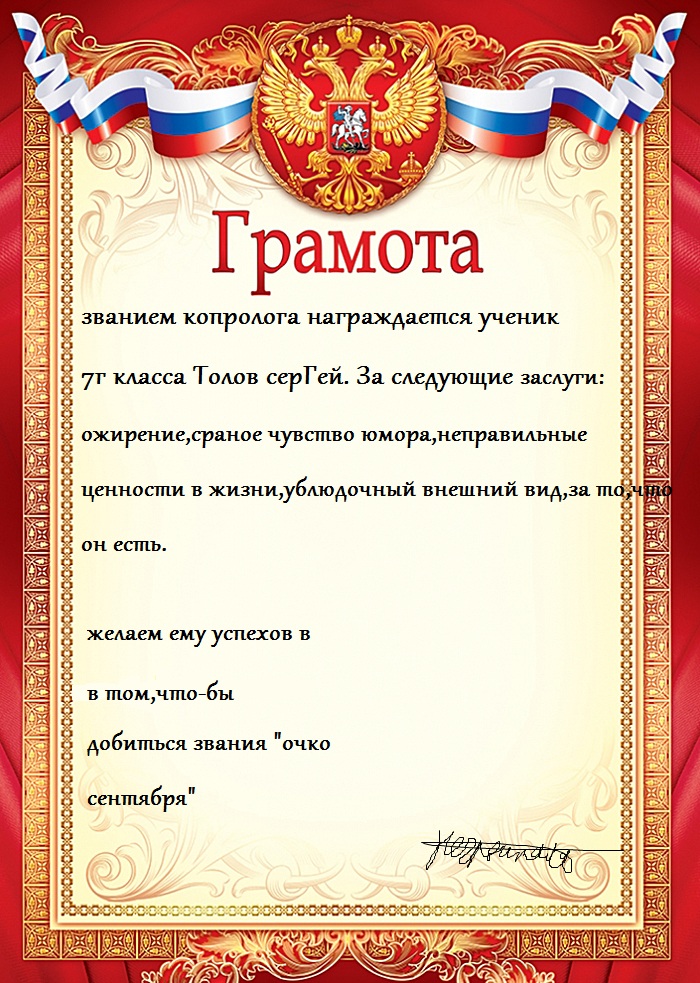 Грамота
званием копролога награждается ученик
7г класса Толов серГей. За следующие заслуги:
ожирение,сраное чувство юмора,неправильные
ценности в жизни,ублюдочный внешний вид,за то,что
он есть.
желаем ему успехов в
в том,что-бы
добиться звания "очко
сентября"